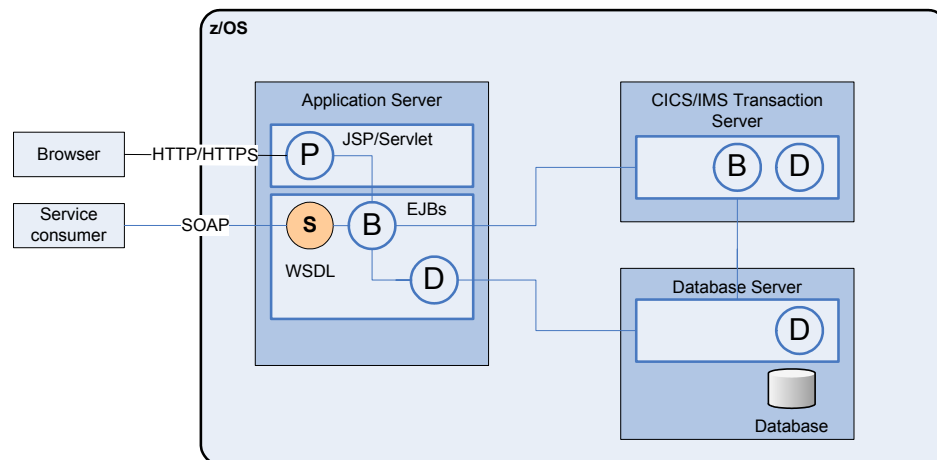 z/OS
Application Server
CICS/IMS Transaction
Server
JSP/Servlet
Browser
HTTP/HTTPS
P
B
D
Service
consumer
SOAP
S
B
EJBs
WSDL
D
Database Server
D
Database